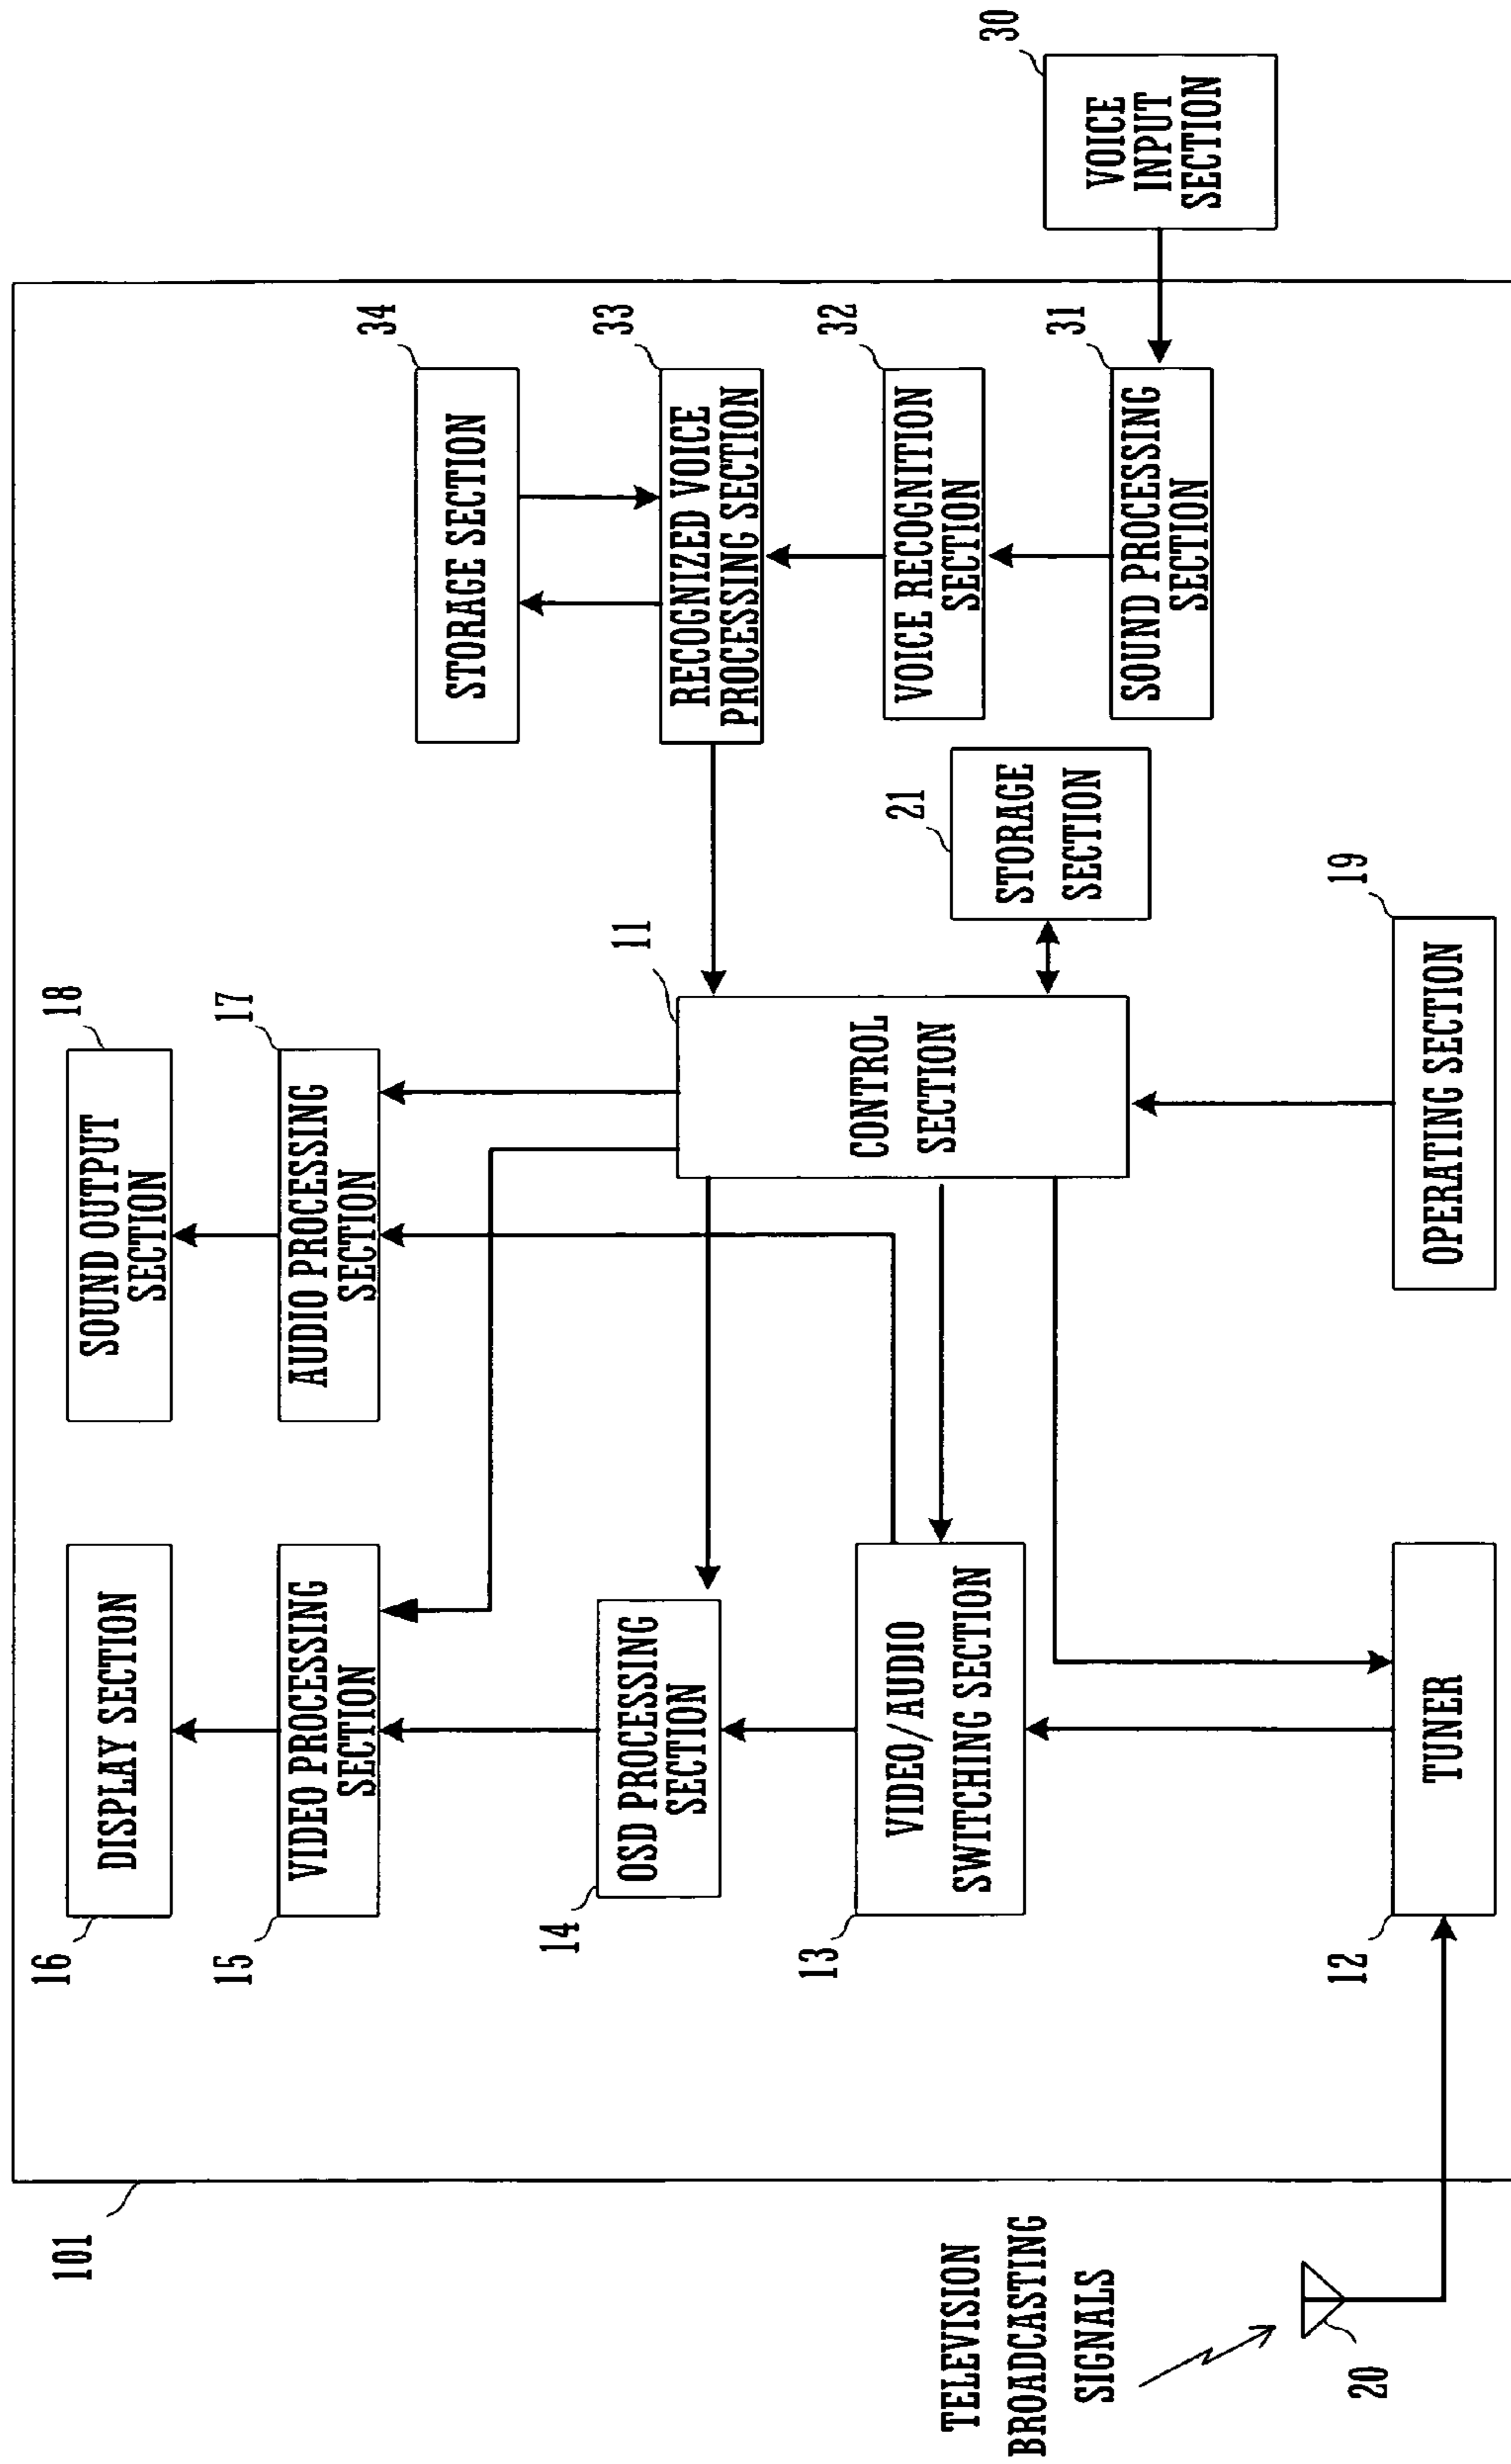 101
16
DISPLAY SECTION
18
SOUND OUTPUT
SECTION
15
VIDEO PROCESSING
SECTION
17
AUDIO PROCESSING
SECTION
34
STORAGE SECTION
14
OSD PROCESSING
SECTION
11
CONTROL
SECTION
33
RECOGNIZED VOICE
PROCESSING SECTION
13
VIDEO/AUDIO
SWITCHING SECTION
21
STORAGE
SECTION
32
VOICE RECOGNITION
SECTION
31
SOUND PROCESSING
SECTION
30
VOICE
INPUT
SECTION
TELEVISION
BROADCASTING
SIGNALS
20
12
TUNER
19
OPERATING SECTION